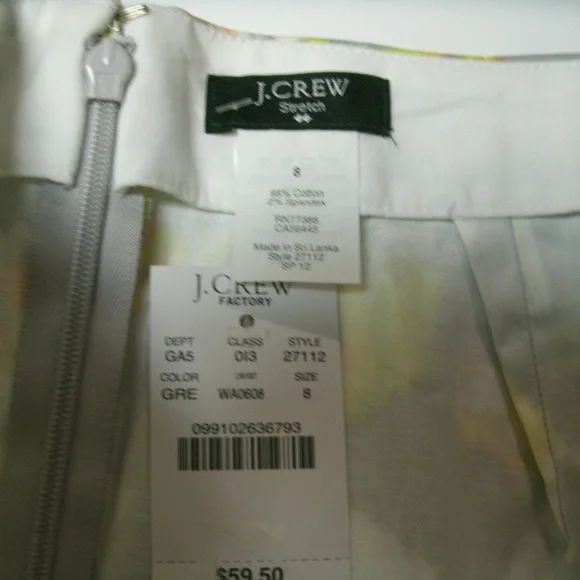 J.CREW
Stretch
8
98% Cotton
2% Spandex
RN77388
CA58445
Made In Sri Lanka
Style 27112
SP 12
J.CREW
FACTORY
DEPT CLASS STYLE
GA5 013 27112
COLOR SIZE
GRE WA0608 8
099102636793
$59.50